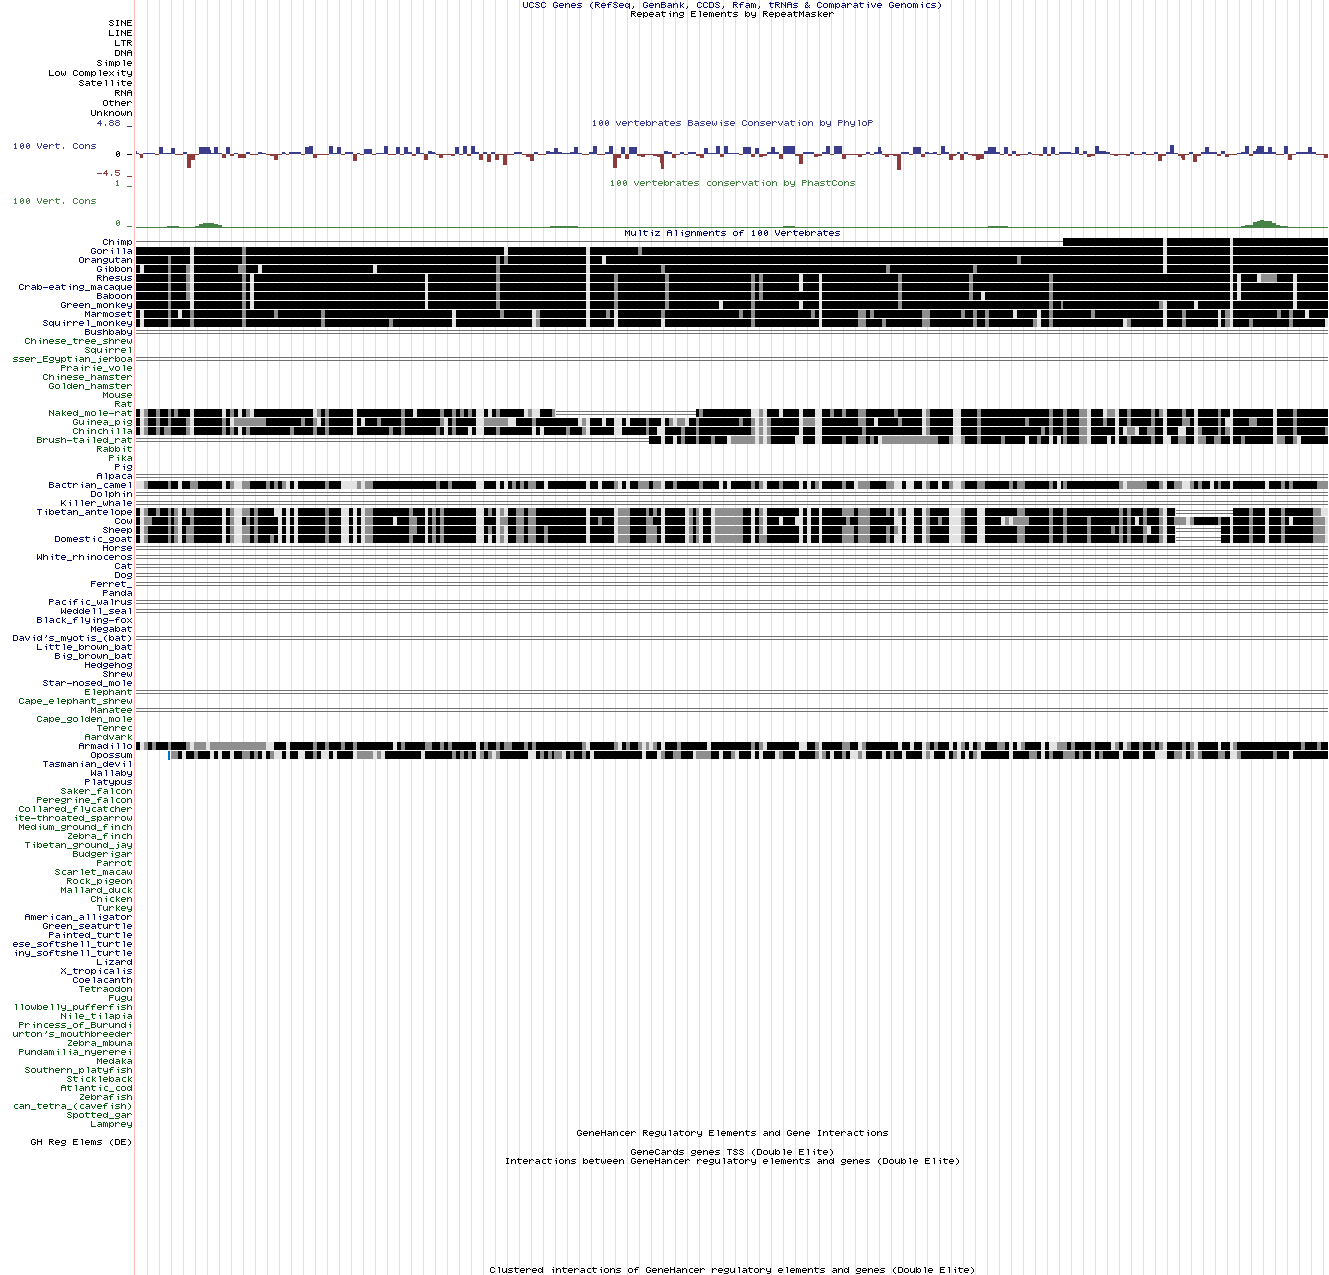 UCSC Genes (RefSeq, GenBank, CCDS, Rfam, tRNAs & Comparative Genomics)
Repeating Elements by RepeatMasker
SINE
LINE
LTR
DNA
Simple
Low Complexity
Satellite
RNA
Other
Unknown
4.88 _
100 vertebrates Basewise Conservation by PhyloP
100 Vert. Cons
0 -
-4.5 _
1 _
100 vertebrates conservation by PhastCons
100 Vert. Cons
0 _
Multiz Alignments of 100 Vertebrates
Chimp
Gorilla
Orangutan
Gibbon
Rhesus
Crab-eating_macaque
Baboon
Green_monkey
Marmoset
Squirrel_monkey
Bushbaby
Chinese_tree_shrew
Squirrel
sser_Egyptian_jerboa
Prairie_vole
Chinese_hamster
Golden_hamster
Mouse
Rat
Naked_mole-rat
Guinea_pig
Chinchilla
Brush-tailed_rat
Rabbit
Pika
Pig
Alpaca
Bactrian_camel
Dolphin
Killer_whale
Tibetan_antelope
Cow
Sheep
Domestic_goat
Horse
White_rhinoceros
Cat
Dog
Ferret_
Panda
Pacific_walrus
Weddell_seal
Black_flying-fox
Megabat
David's_myotis_(bat)
Little_brown_bat
Big_brown_bat
Hedgehog
Shrew
Star-nosed_mole
Elephant
Cape_elephant_shrew
Manatee
Cape_golden_mole
Tenrec
Aardvark
Armadillo
Opossum
Tasmanian_devil
Wallaby
Platypus
Saker_falcon
Peregrine_falcon
Collared_flycatcher
ite-throated_sparrow
Medium_ground_finch
Zebra_finch
Tibetan_ground_jay
Budgerigar
Parrot
Scarlet_macaw
Rock_pigeon
Mallard_duck
Chicken
Turkey
American_alligator
Green_seaturtle
Painted_turtle
ese_softshell_turtle
iny_softshell_turtle
Lizard
X_tropicalis
Coelacanth
Tetraodon
Fugu
llowbelly_pufferfish
Nile_tilapia
Princess_of_Burundi
urton's_mouthbreeder
Zebra_mbuna
Pundamilia_nyererei
Medaka
Southern_platyfish
Stickleback
Atlantic_cod
Zebrafish
can_tetra_(cavefish)
Spotted_gar
Lamprey
GeneHancer Regulatory Elements and Gene Interactions
GH Reg Elems (DE)
GeneCards genes TSS (Double Elite)
Interactions between GeneHancer regulatory elements and genes (Double Elite)
Clustered interactions of GeneHancer regulatory elements and genes (Double Elite)